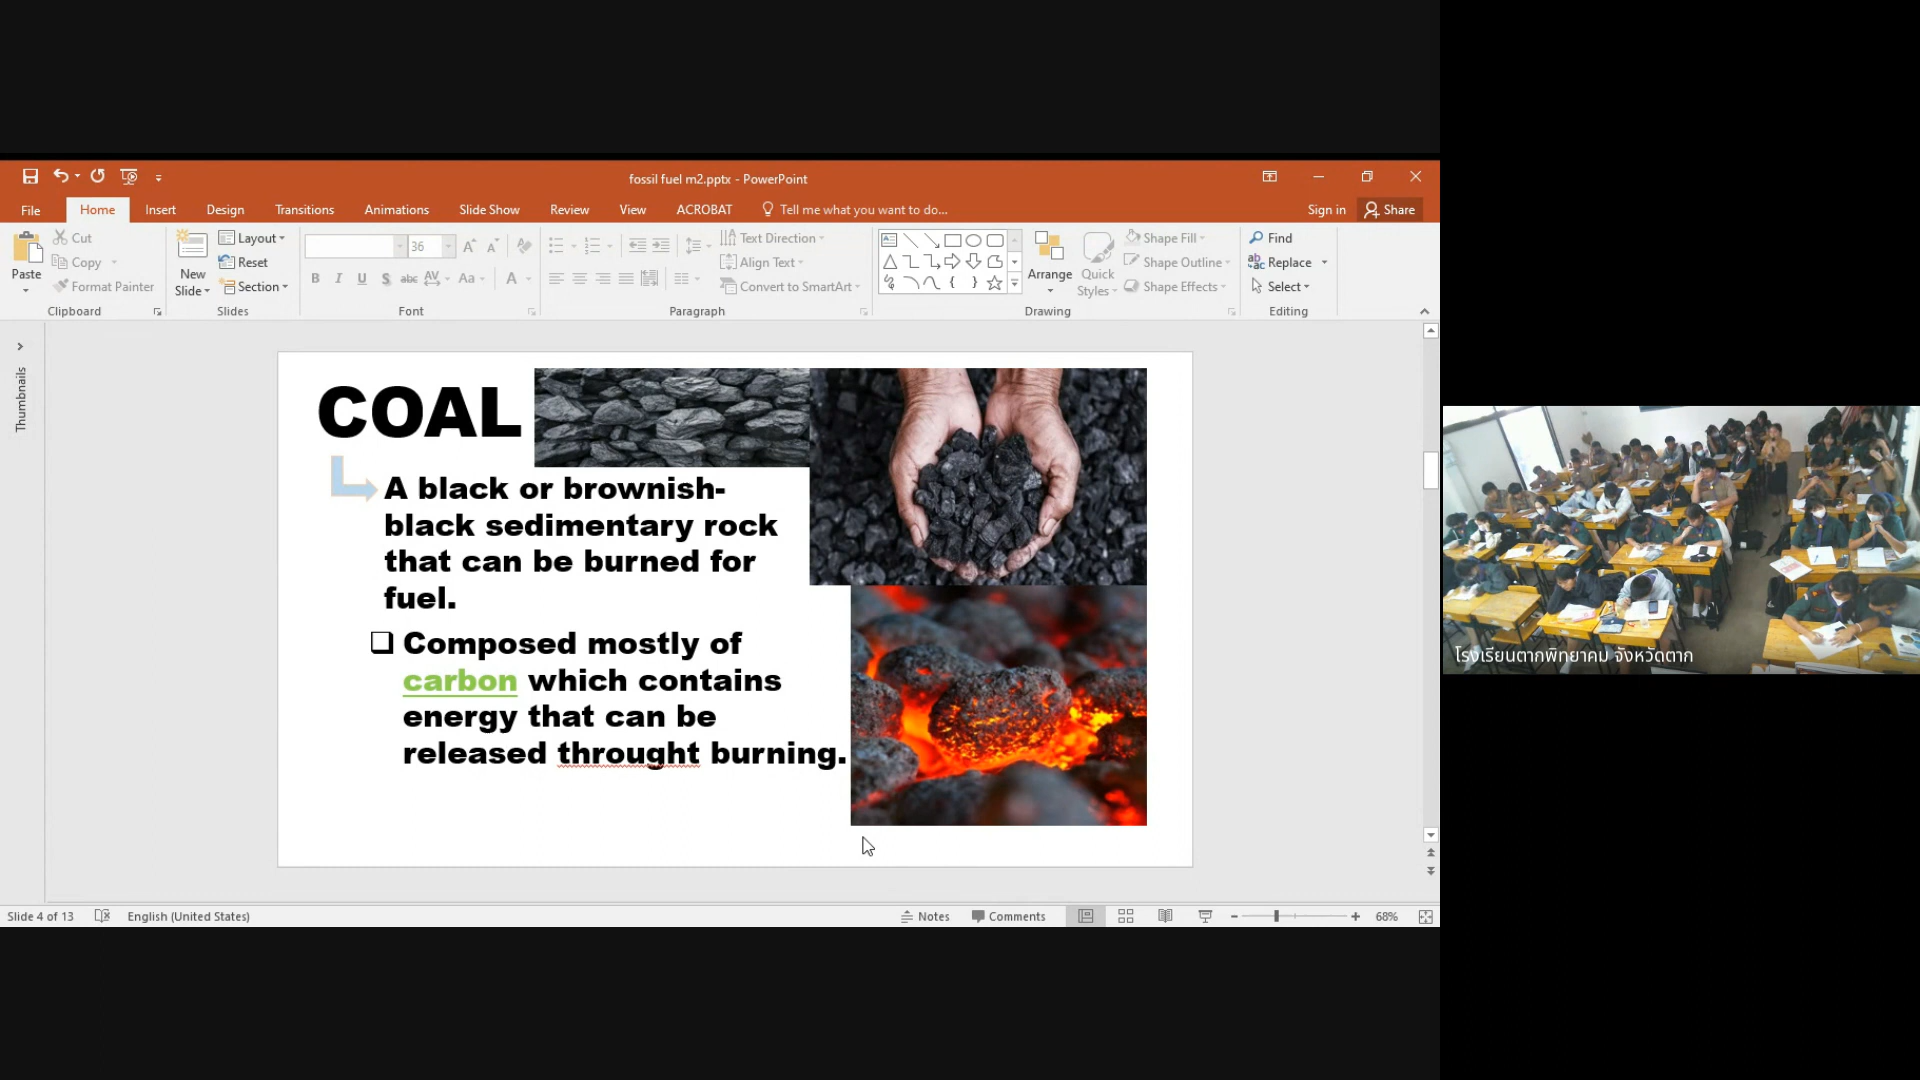 fossil fuel m2.pptx - PowerPoint
File Home Insert Design Transitions Animations Slide Show Review View ACROBAT Tell me what you want to do... Sign in Share
Paste
Cut
Copy
Format Painter
Clipboard
New Slide
Layout
Reset
Section
Slides
36
B I U S abc AV Aa A
Font
Text Direction
Align Text
Convert to SmartArt
Paragraph
Arrange
Quick Styles
Shape Fill
Shape Outline
Shape Effects
Drawing
Find
Replace
Select
Editing
Thumbnails
COAL
A black or brownish-
black sedimentary rock
that can be burned for
fuel.
Composed mostly of
carbon which contains
energy that can be
released throught burning.
Slide 4 of 13 English (United States) Notes Comments 68%
โรงเรียนตากพิทยาคม จังหวัดตาก